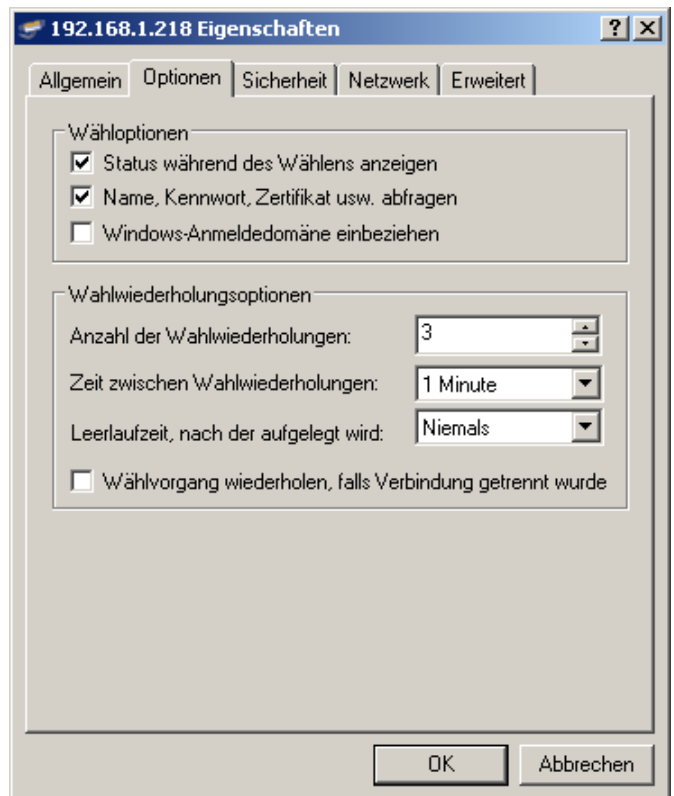 192.168.1.218 Eigenschaften
Allgemein Optionen Sicherheit Netzwerk Erweitert
Wähloptionen
Status während des Wählens anzeigen
Name, Kennwort, Zertifikat usw. abfragen
Windows-Anmeldedomäne einbeziehen
Wahlwiederholungsoptionen
Anzahl der Wahlwiederholungen: 3
Zeit zwischen Wahlwiederholungen: 1 Minute
Leerlaufzeit, nach der aufgelegt wird: Niemals
Wählvorgang wiederholen, falls Verbindung getrennt wurde
OK Abbrechen